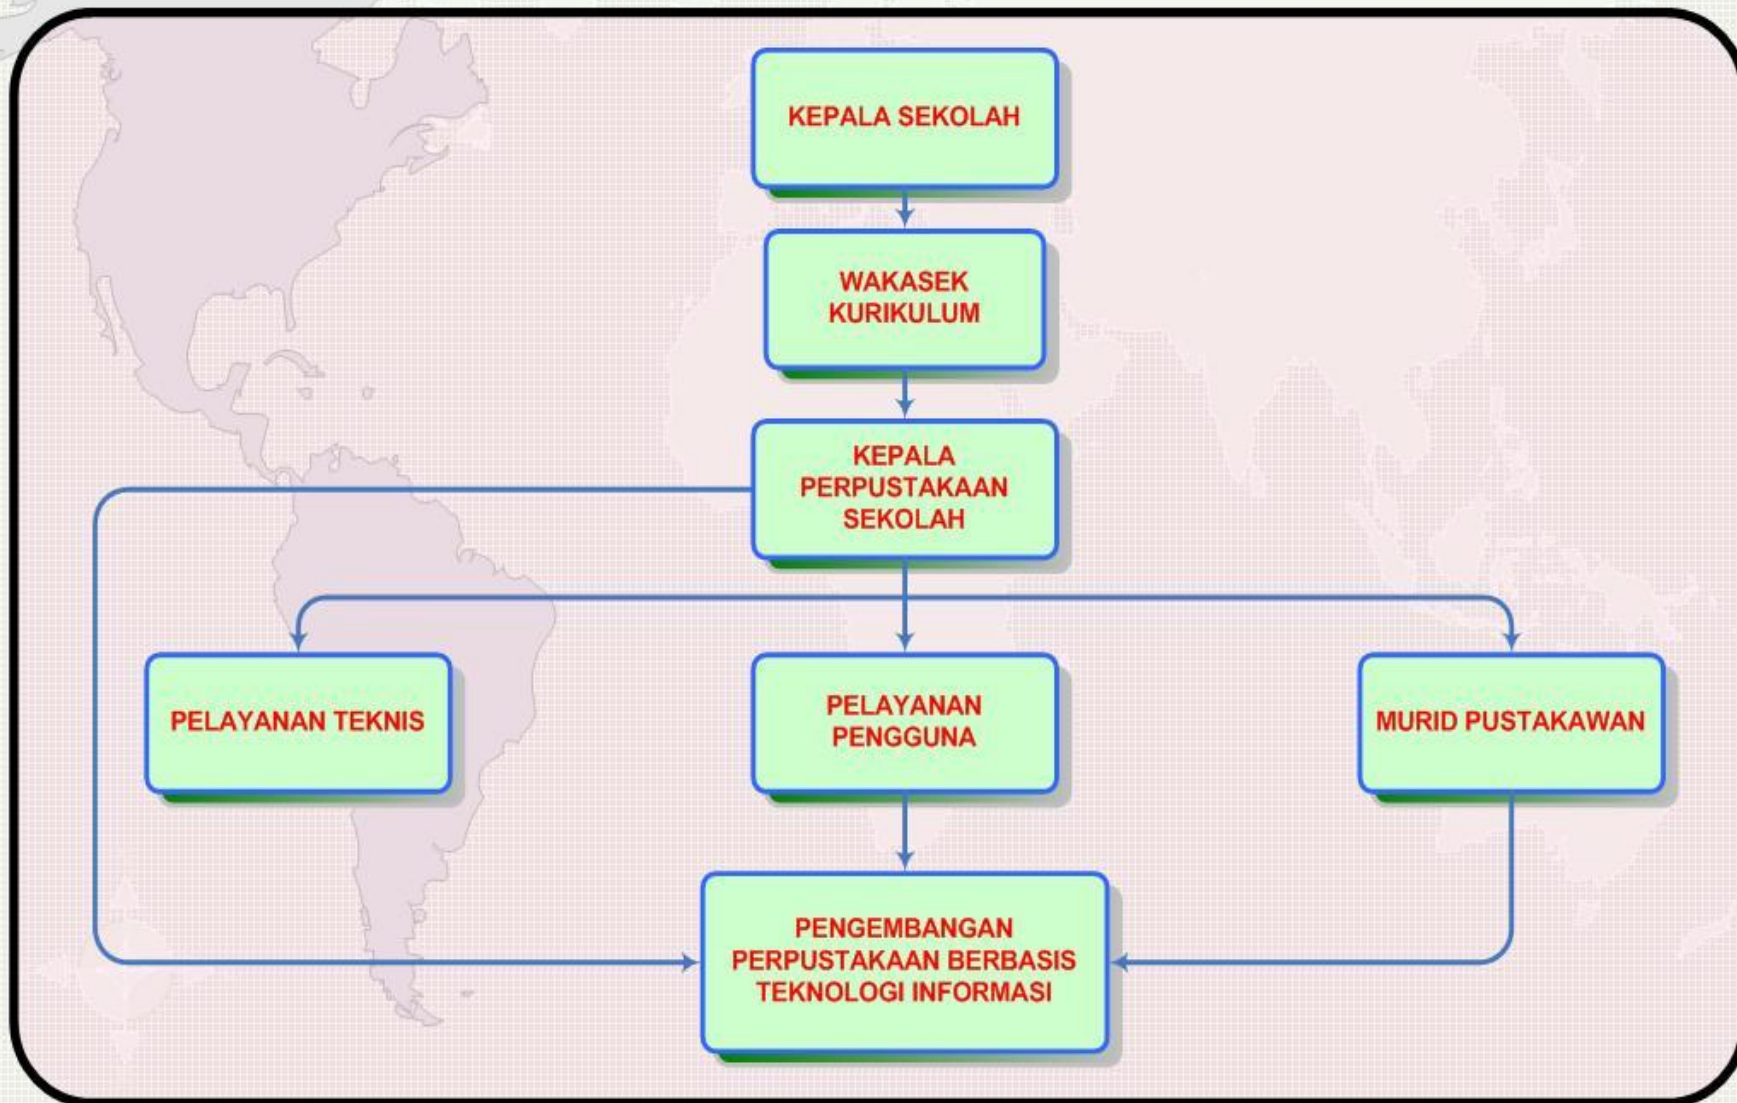 KEPALA SEKOLAH
WAKASEK
KURIKULUM
KEPALA
PERPUSTAKAAN
SEKOLAH
PELAYANAN TEKNIS
PELAYANAN
PENGGUNA
MURID PUSTAKAWAN
PENGEMBANGAN
PERPUSTAKAAN BERBASIS
TEKNOLOGI INFORMASI